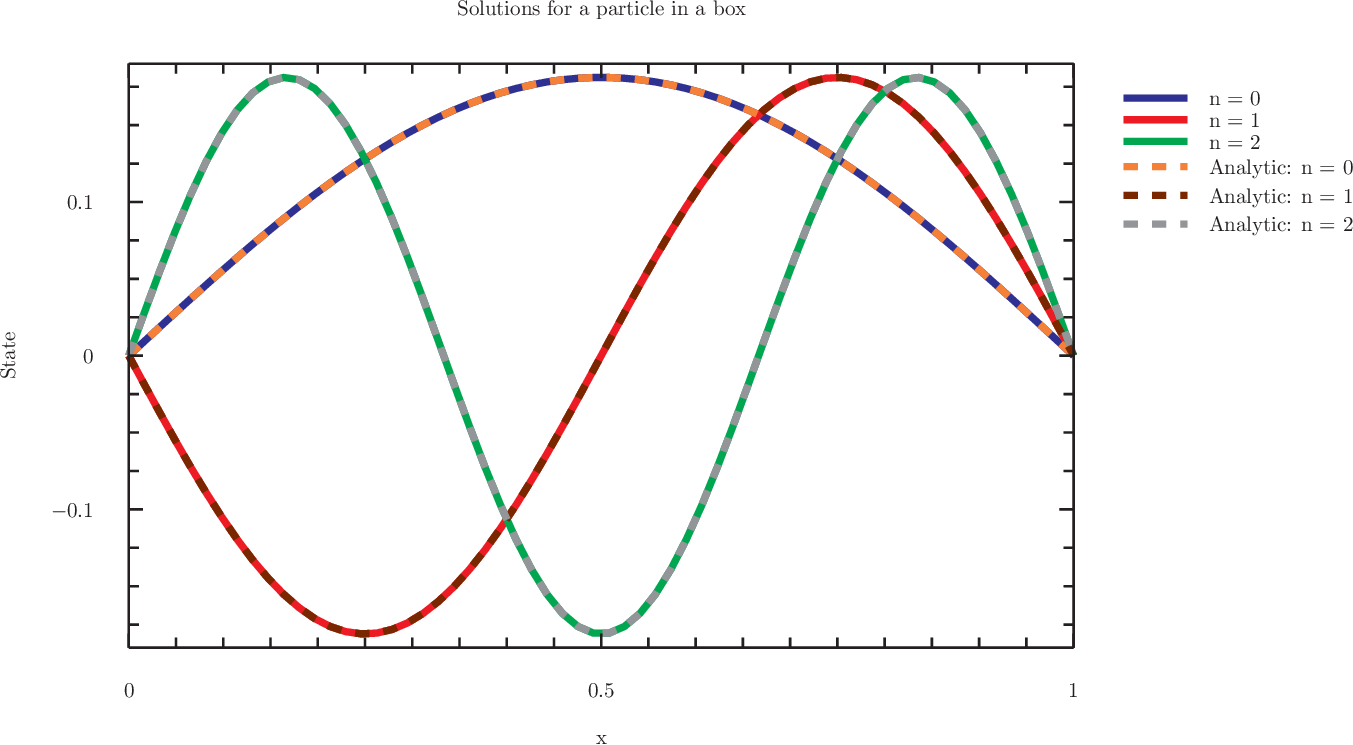 Solutions for a particle in a box
n = 0
n = 1
n = 2
Analytic: n = 0
Analytic: n = 1
Analytic: n = 2
0.1
0
−0.1
State
0
0.5
1
x